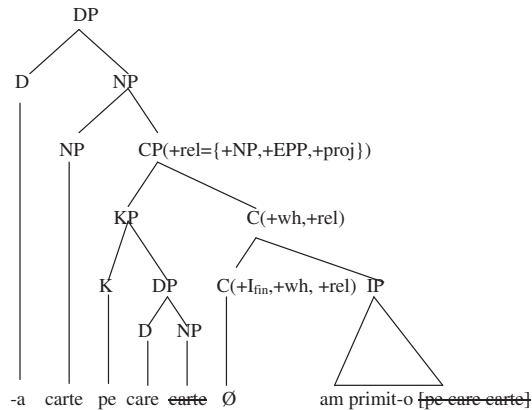 DP
D NP
NP CP(+rel={+NP,+EPP,+proj})
KP C(+wh,+rel)
K DP C(+Ifin,+wh, +rel) IP
D NP
-a carte pe care carte Ø am primit-o [pe care carte]